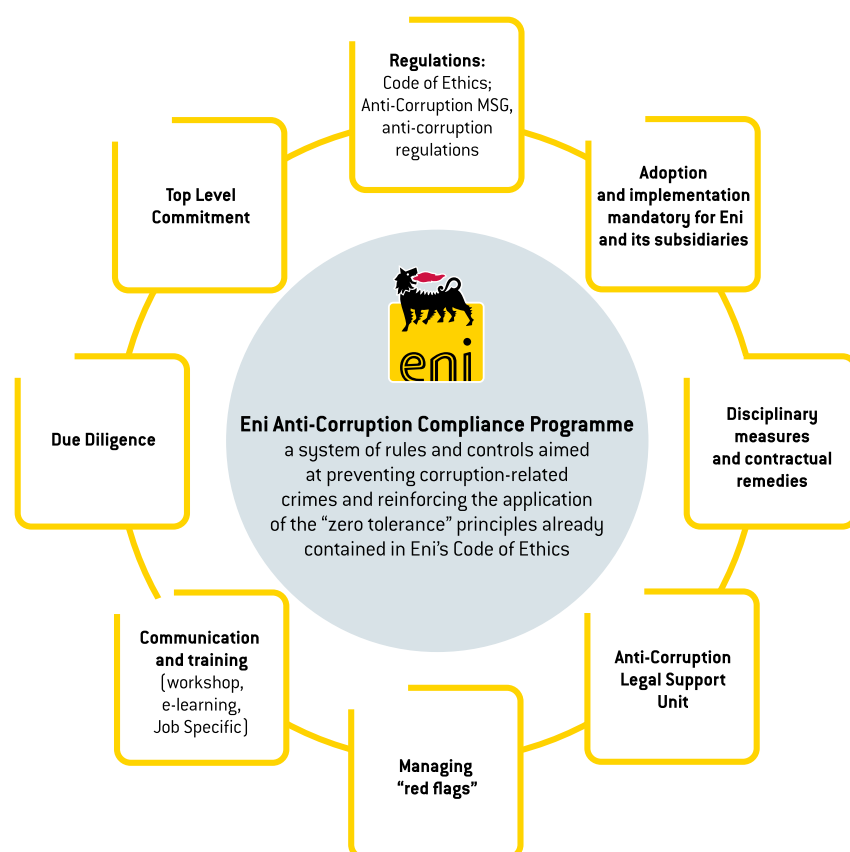 Regulations:
Code of Ethics;
Anti-Corruption MSG,
anti-corruption
regulations
Adoption
and implementation
mandatory for Eni
and its subsidiaries
Top Level
Commitment
eni
Eni Anti-Corruption Compliance Programme
a system of rules and controls aimed
at preventing corruption-related
crimes and reinforcing the application
of the “zero tolerance” principles already
contained in Eni’s Code of Ethics
Due Diligence
Disciplinary
measures
and contractual
remedies
Communication
and training
(workshop,
e-learning,
Job Specific)
Anti-Corruption
Legal Support
Unit
Managing
“red flags”